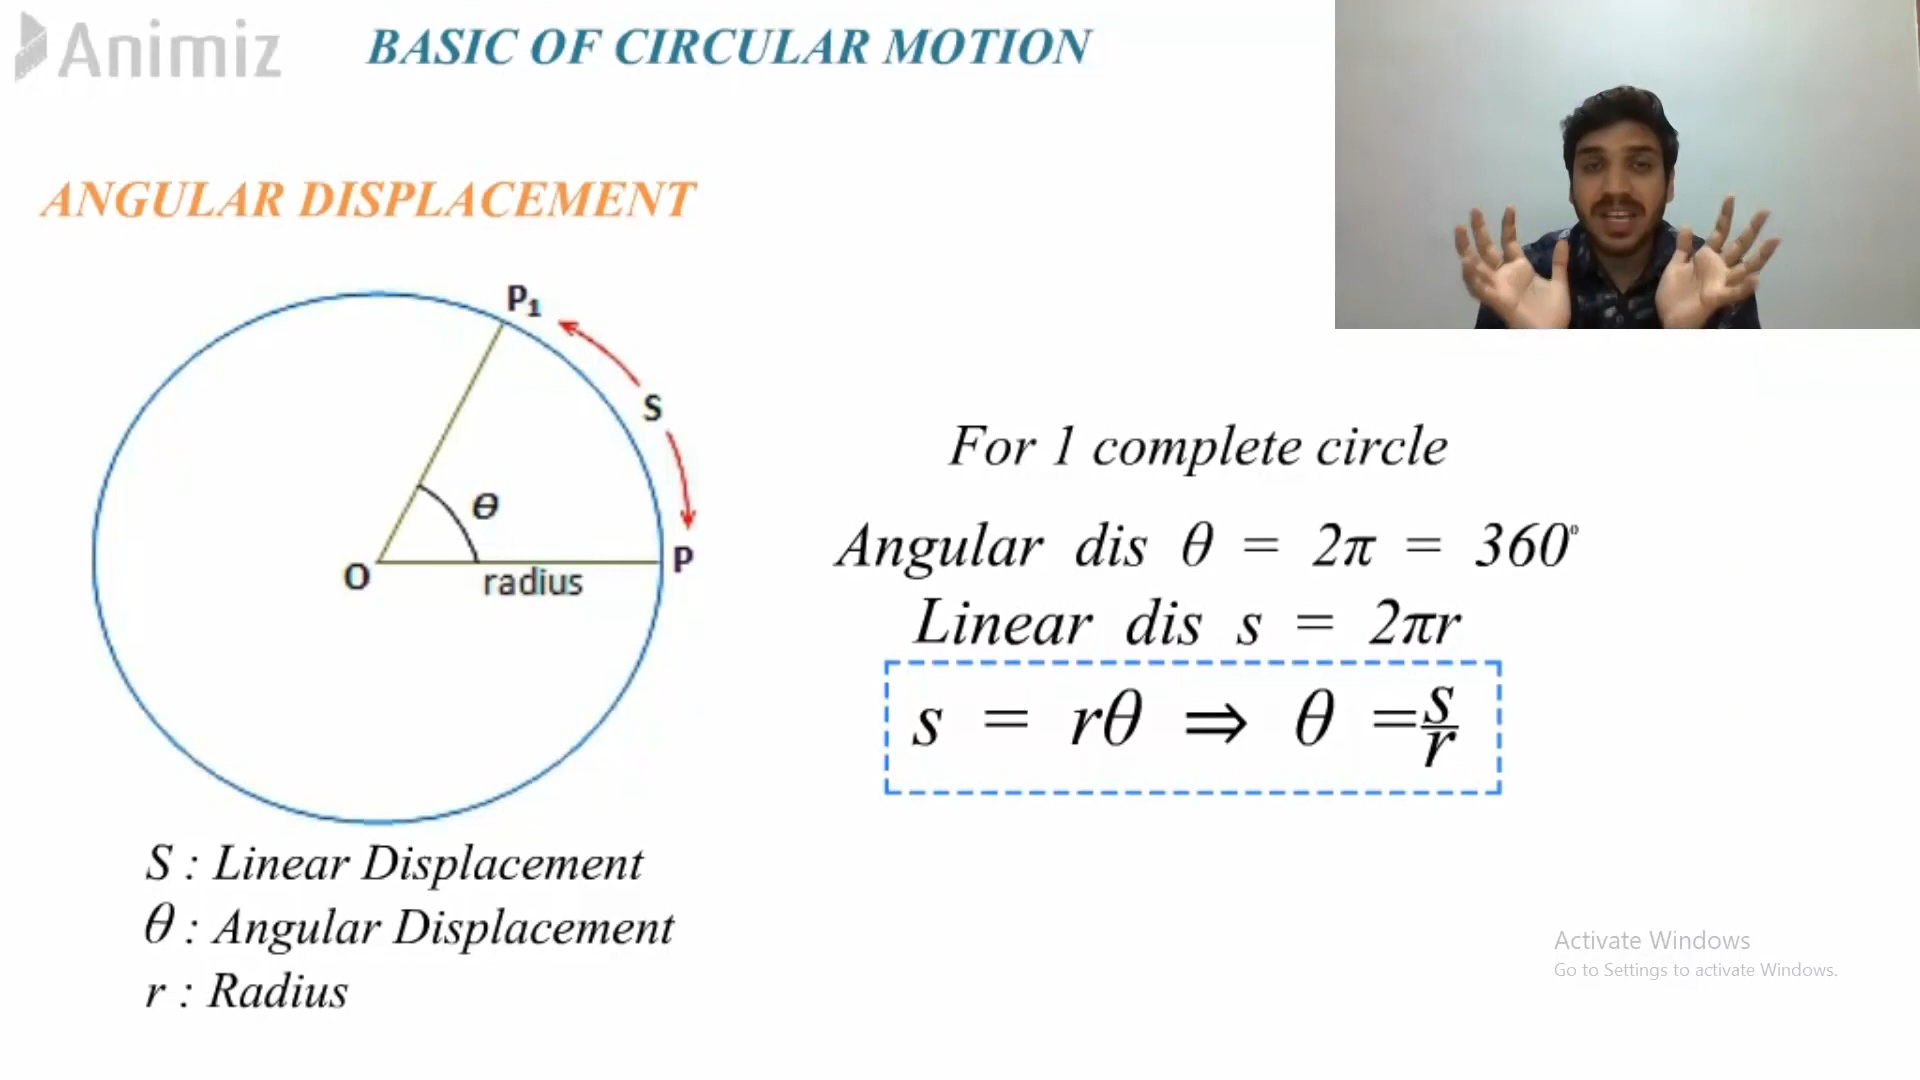 Animiz
BASIC OF CIRCULAR MOTION
ANGULAR DISPLACEMENT
P₁
S
θ
O
radius
P
For 1 complete circle
Angular dis θ = 2π = 360°
Linear dis s = 2πr
s = rθ ⇒ θ = s/r
S : Linear Displacement
θ : Angular Displacement
r : Radius
Activate Windows
Go to Settings to activate Windows.